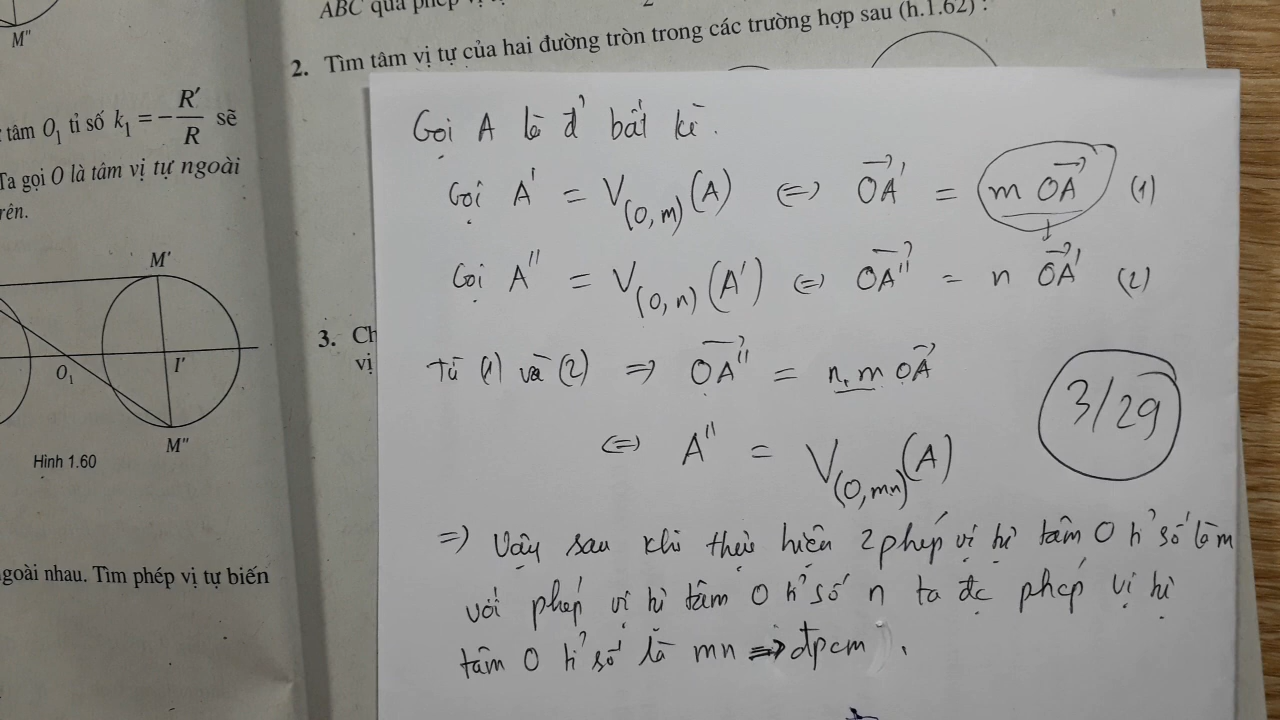 M"
tâm O₁ tỉ số k₁ = − R'/R sẽ
Ta gọi O là tâm vị tự ngoài
rên.
M'
O₁
I'
M"
Hình 1.60
goài nhau. Tìm phép vị tự biến
ABC qua phép vị
2. Tìm tâm vị tự của hai đường tròn trong các trường hợp sau (h.1.62) :
3. Ch
vị
Gọi A là đ' bất kì.
Gọi A' = V(O,m)(A) <=> OA' = m OA (1)
Gọi A" = V(O,n)(A') <=> OA" = n OA' (2)
từ (1) và (2) => OA" = n.m OA
<=> A" = V(O,mn)(A)
3/29
=> Vậy sau khi thực hiện 2 phép vị tự tâm O tỉ số là m
với phép vị tự tâm O tỉ số n ta đc phép vị tự
tâm O tỉ số là mn => đpcm.